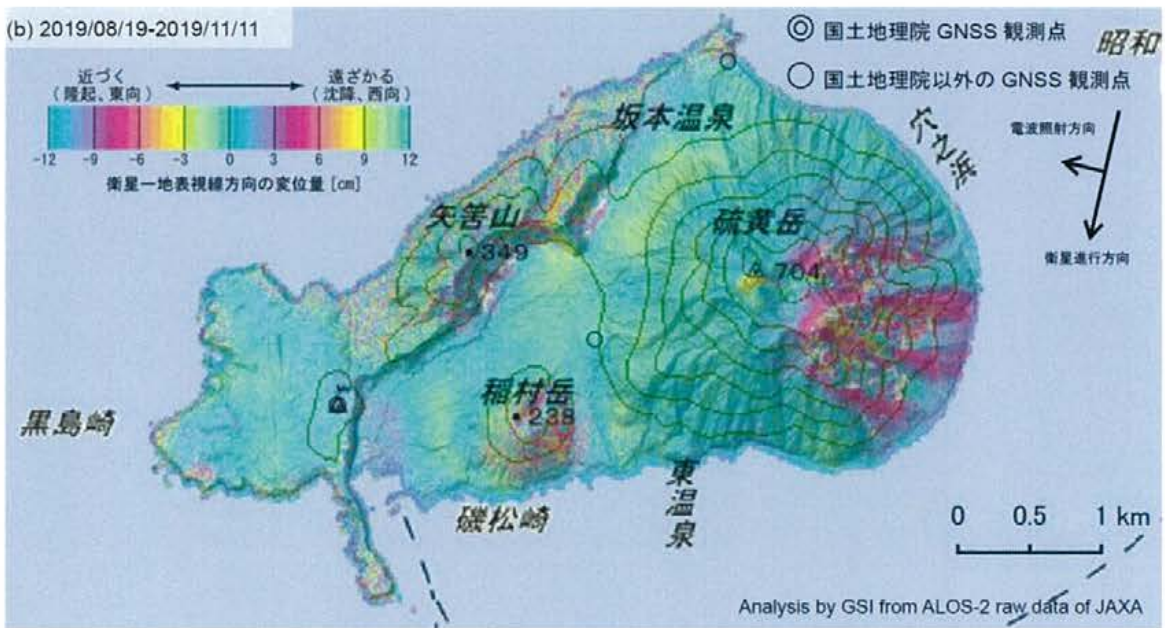 (b) 2019/08/19-2019/11/11
◎ 国土地理院 GNSS 観測点
○ 国土地理院以外の GNSS 観測点
昭和
近づく
(隆起、東向)
遠ざかる
(沈降、西向)
-12 -9 -6 -3 0 3 6 9 12
衛星－地表視線方向の変位量 [cm]
電波照射方向
衛星進行方向
坂本温泉
穴之浜
矢筈山
349
硫黄岳
704
稲村岳
238
黒島崎
磯松崎
東温泉
0 0.5 1 km
Analysis by GSI from ALOS-2 raw data of JAXA